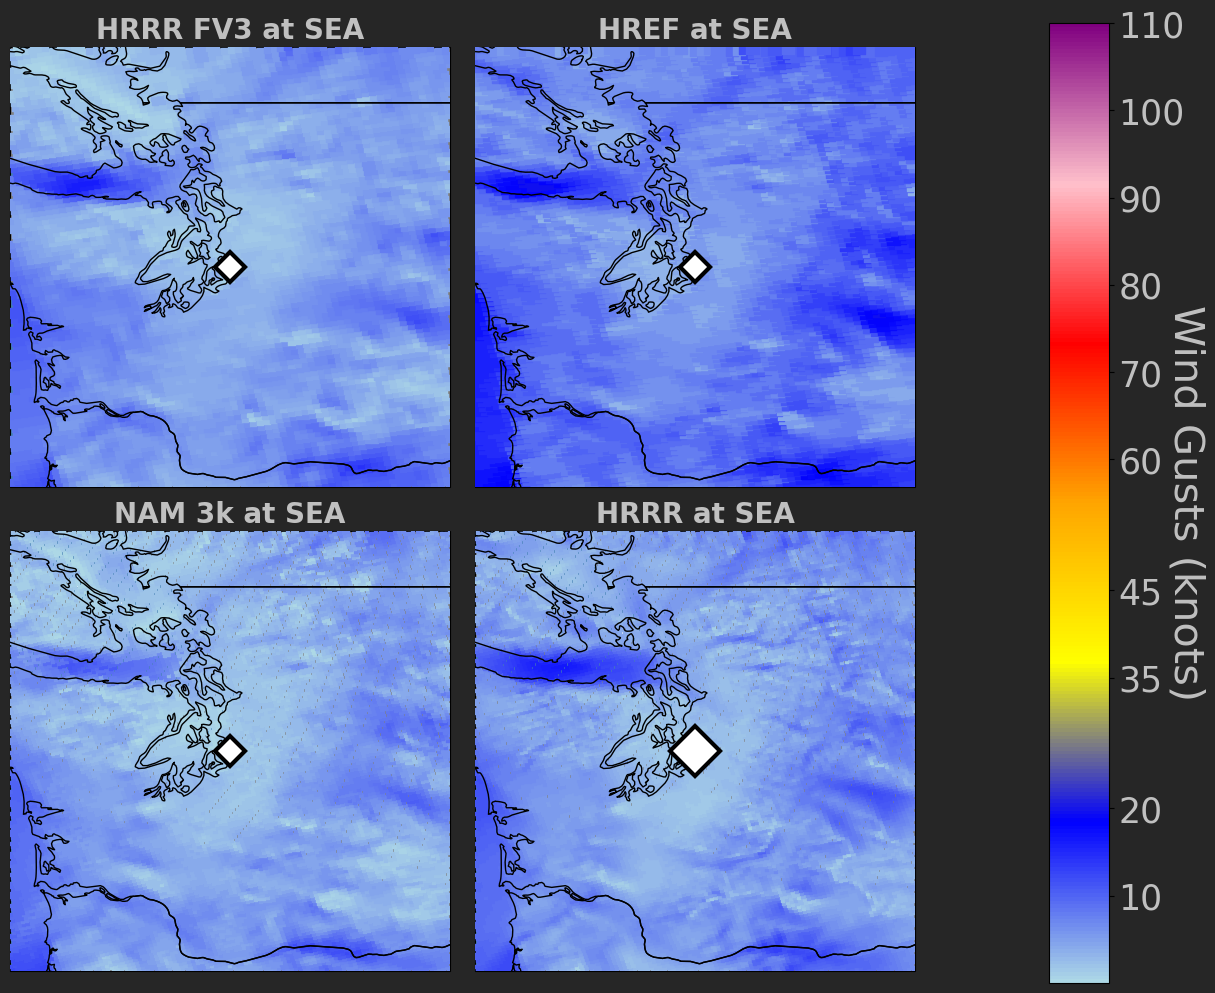 HRRR FV3 at SEA
HREF at SEA
NAM 3k at SEA
HRRR at SEA
110
100
90
80
70
60
45
35
20
10
Wind Gusts (knots)